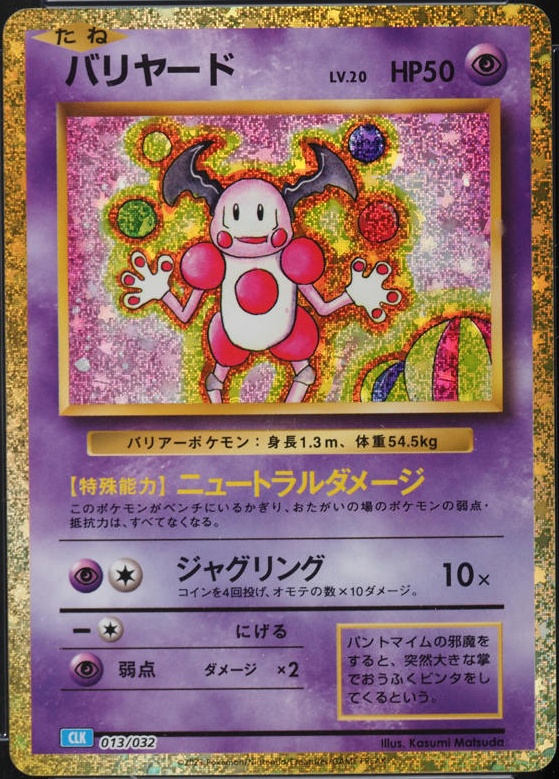 たね
バリヤード
LV.20 HP50
バリアーポケモン：身長1.3m、体重54.5kg
【特殊能力】ニュートラルダメージ
このポケモンがベンチにいるかぎり、おたがいの場のポケモンの弱点・
抵抗力は、すべてなくなる。
ジャグリング 10×
コインを4回投げ、オモテの数×10ダメージ。
ー にげる
弱点 ダメージ ×2
パントマイムの邪魔を
すると、突然大きな掌
でおうふくビンタをし
てくるという。
CLK 013/032
Illus. Kasumi Matsuda
Pokémon/Nintendo/Creatures/GAME FREAK